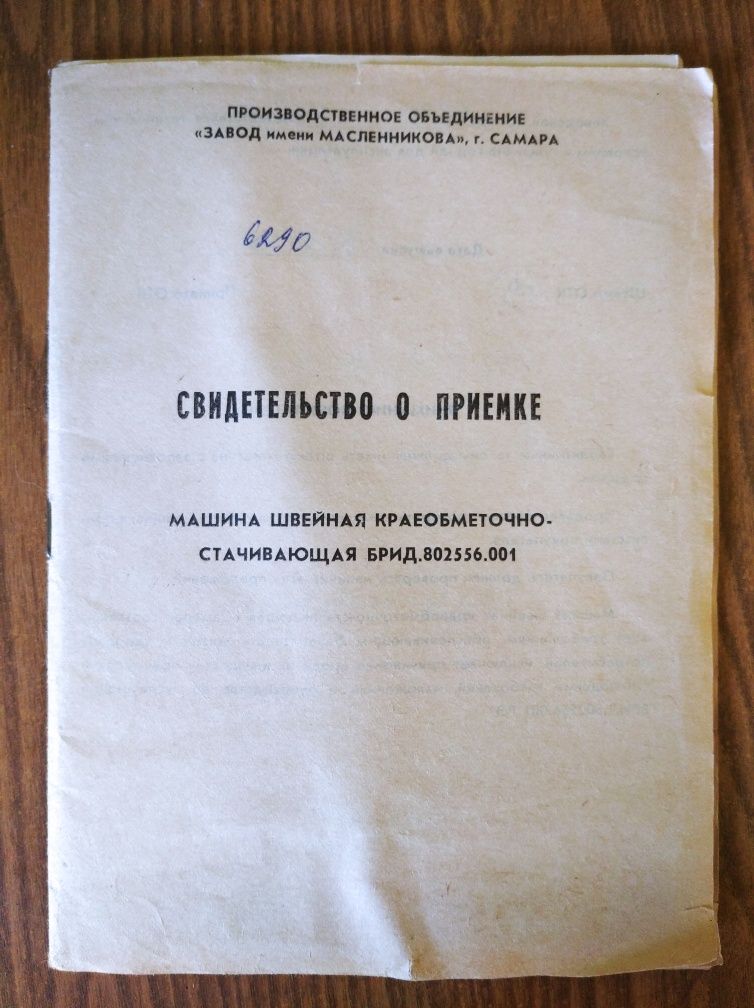 ПРОИЗВОДСТВЕННОЕ ОБЪЕДИНЕНИЕ
«ЗАВОД имени МАСЛЕННИКОВА», г. САМАРА
6290
СВИДЕТЕЛЬСТВО О ПРИЕМКЕ
МАШИНА ШВЕЙНАЯ КРАЕОБМЕТОЧНО-
СТАЧИВАЮЩАЯ БРИД.802556.001